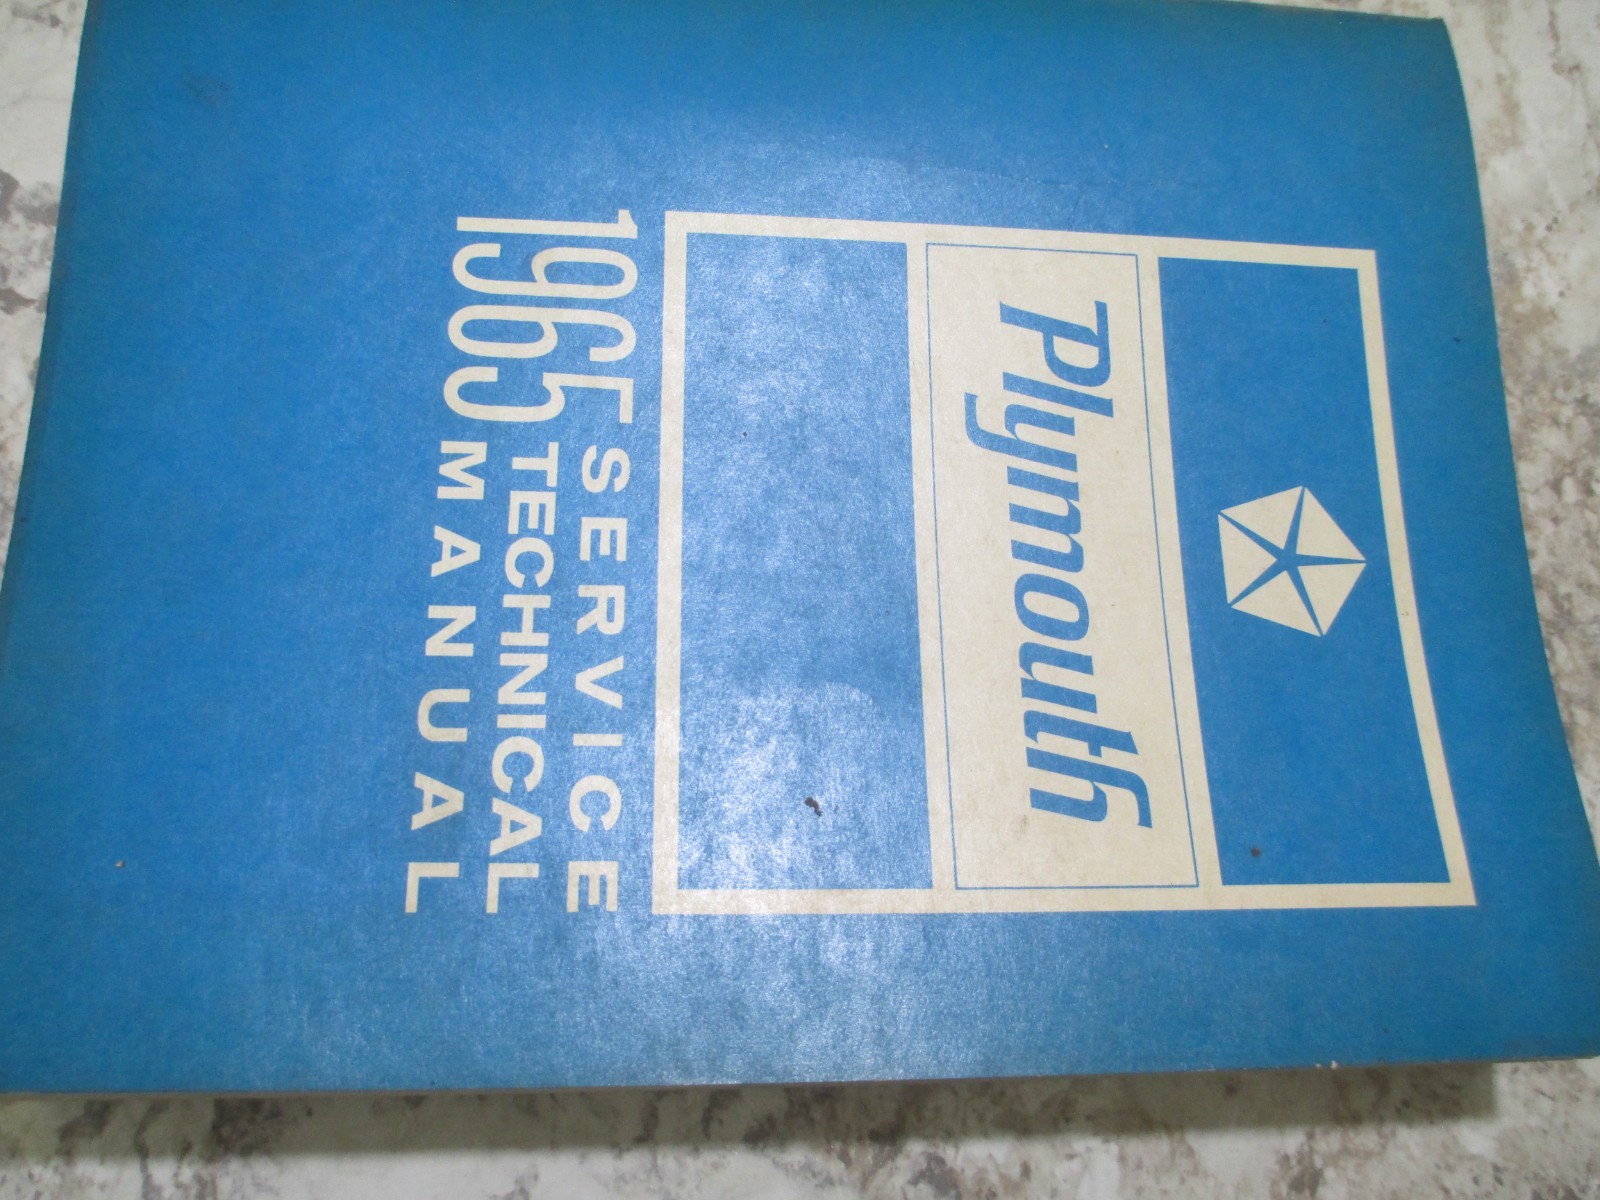 Plymouth
1965 SERVICE
TECHNICAL
MANUAL